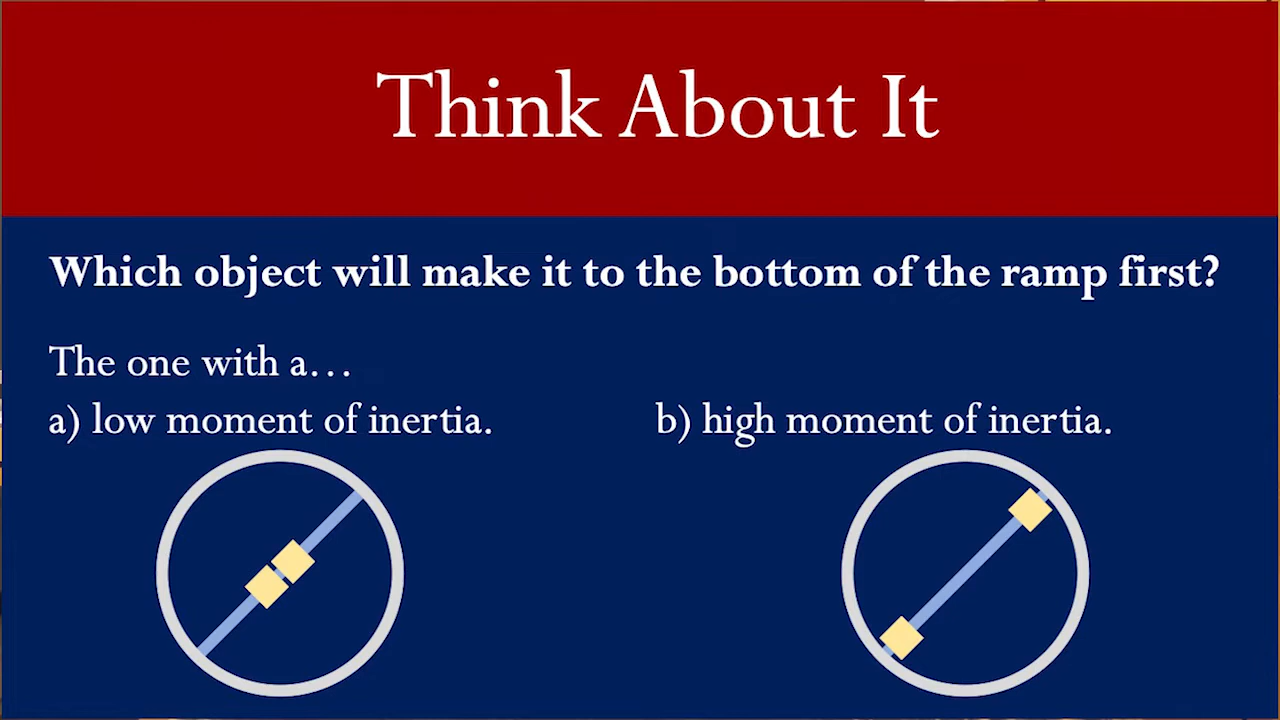 Think About It
Which object will make it to the bottom of the ramp first?
The one with a…
a) low moment of inertia.
b) high moment of inertia.